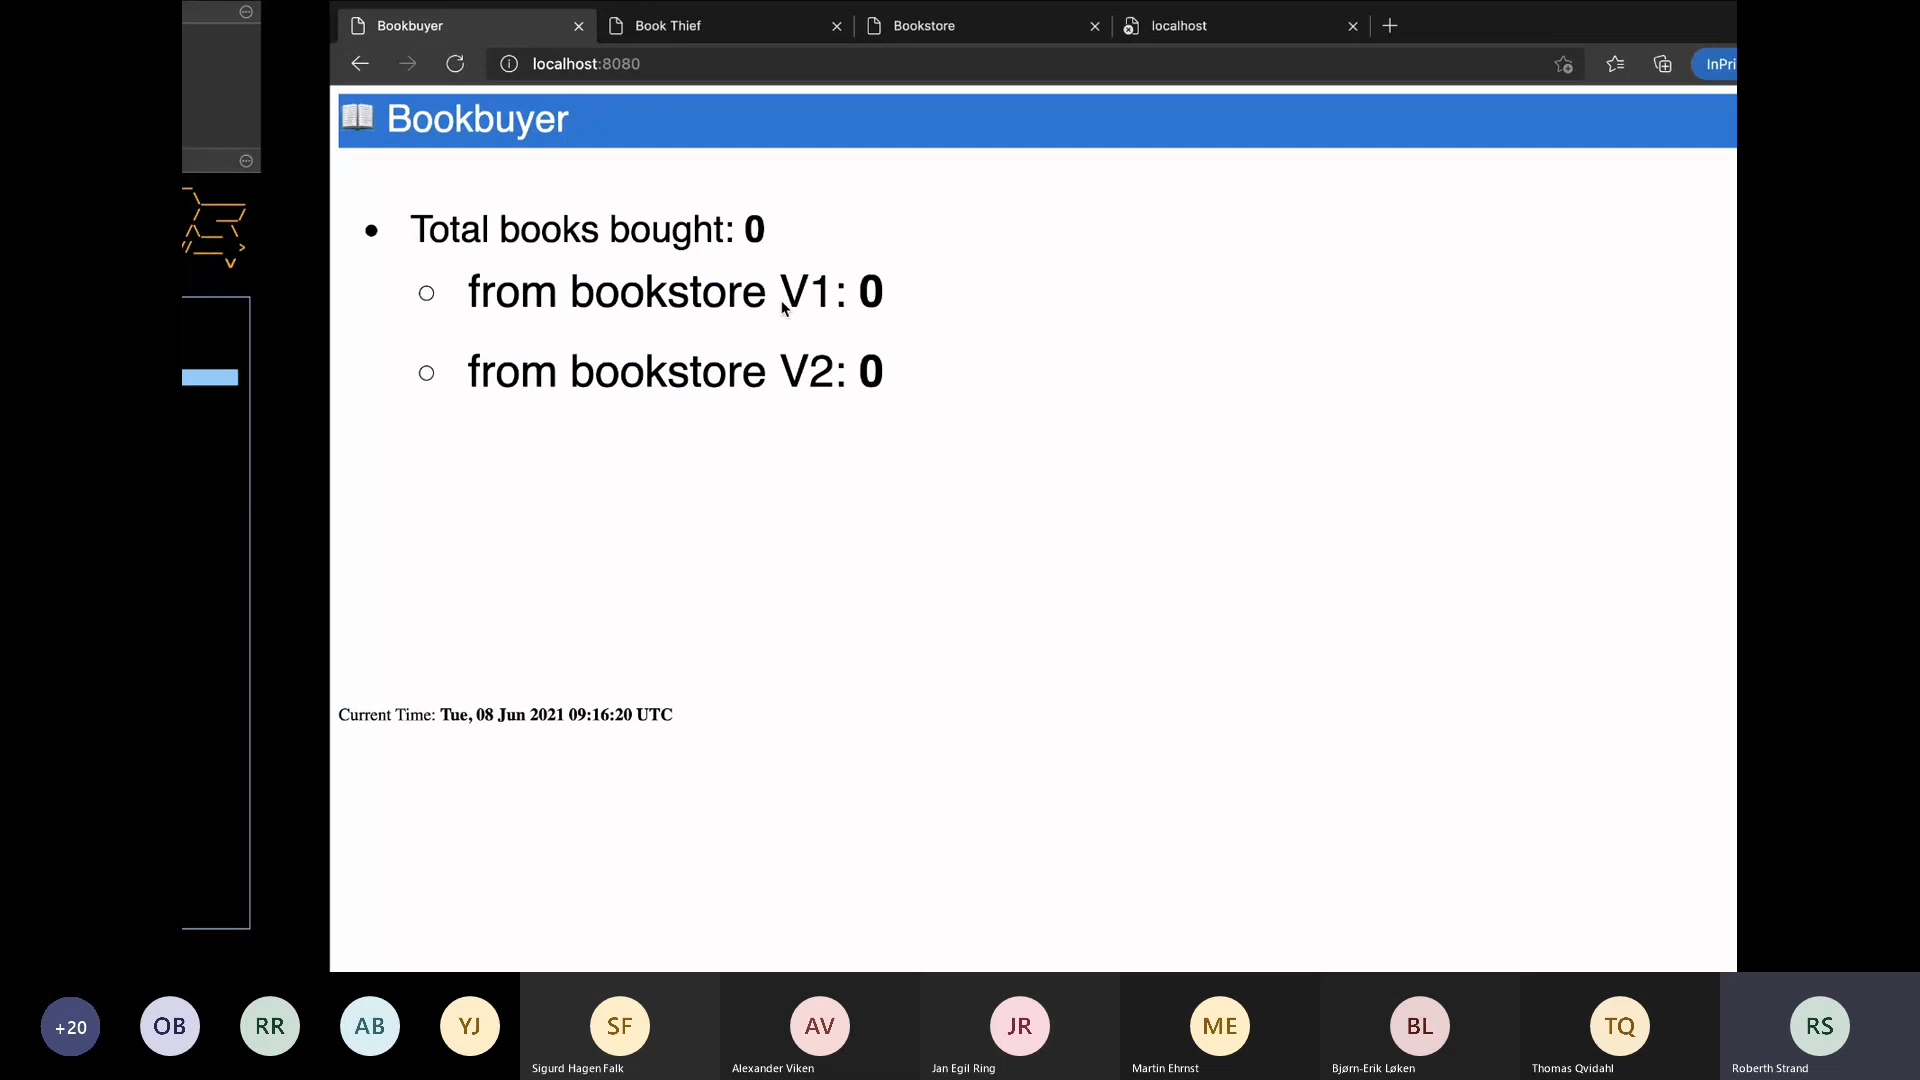 Bookbuyer
Book Thief
Bookstore
localhost
localhost:8080
InPri
Bookbuyer
Total books bought: 0
from bookstore V1: 0
from bookstore V2: 0
Current Time: Tue, 08 Jun 2021 09:16:20 UTC
+20
OB
RR
AB
YJ
SF
AV
JR
ME
BL
TQ
RS
Sigurd Hagen Falk
Alexander Viken
Jan Egil Ring
Martin Ehrnst
Bjørn-Erik Løken
Thomas Qvidahl
Roberth Strand